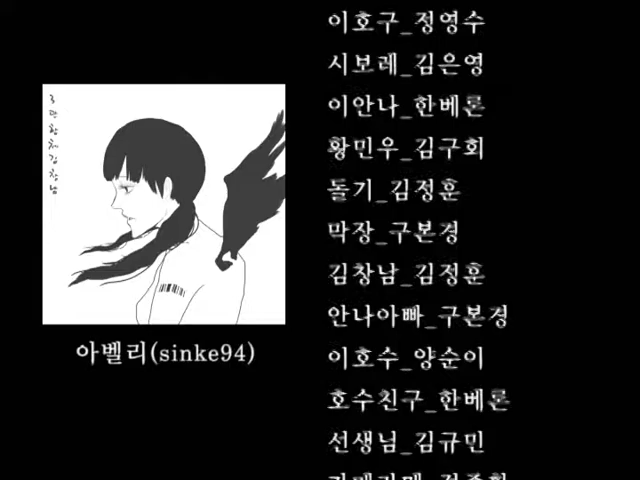 아벨리(sinke94)
이호구_정영수
시보레_김은영
이안나_한베론
황민우_김구회
돌기_김정훈
막장_구본경
김창남_김정훈
안나아빠_구본경
이호수_양순이
호수친구_한베론
선생님_김규민